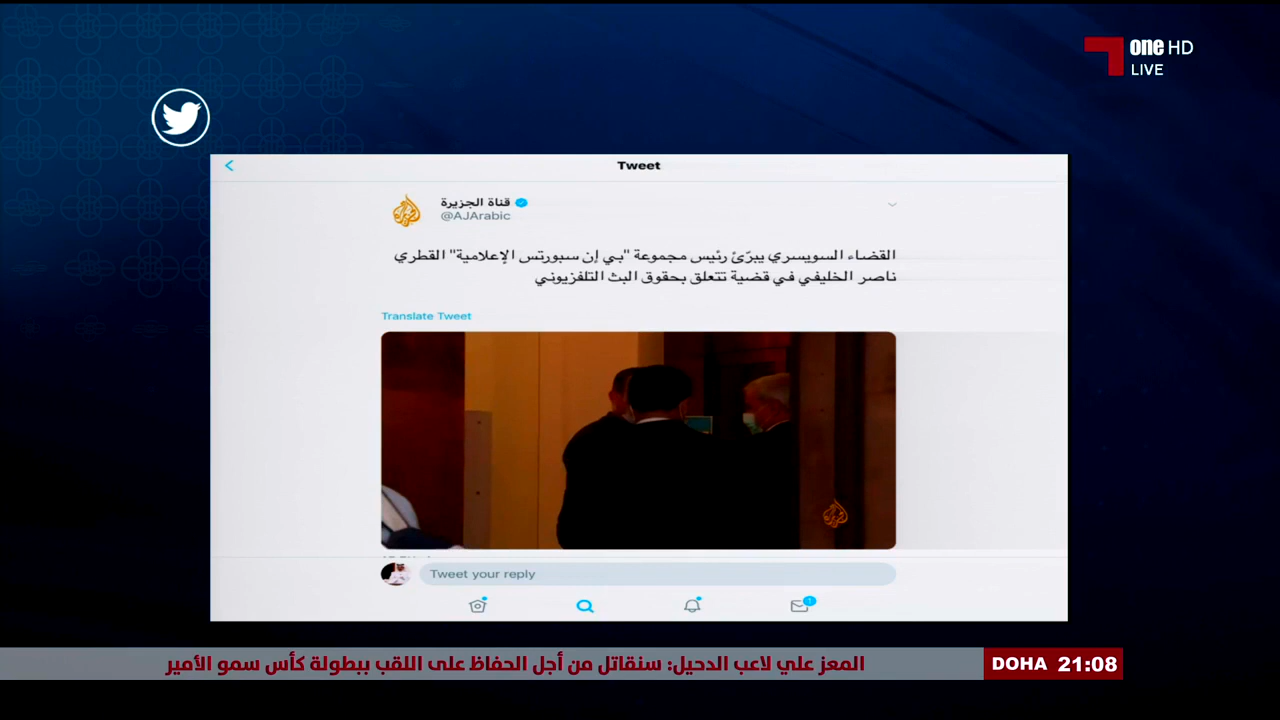 one HD
LIVE
Tweet
قناة الجزيرة
@AJArabic
القضاء السويسري يبرّئ رئيس مجموعة "بي إن سبورتس الإعلامية" القطري
ناصر الخليفي في قضية تتعلق بحقوق البث التلفزيوني
Translate Tweet
Tweet your reply
1
المعز علي لاعب الدحيل: سنقاتل من أجل الحفاظ على اللقب ببطولة كأس سمو الأمير
DOHA 21:08